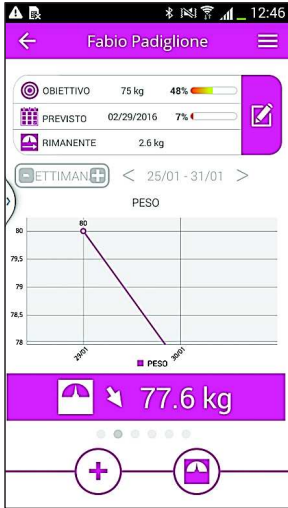 12:46
Fabio Padiglione
OBIETTIVO 75 kg 48%
PREVISTO 02/29/2016 7%
RIMANENTE 2.6 kg
ETTIMAN
< 25/01 - 31/01 >
PESO
80
80
79,5
79
78,5
78
29/01 30/01
PESO
77.6 kg